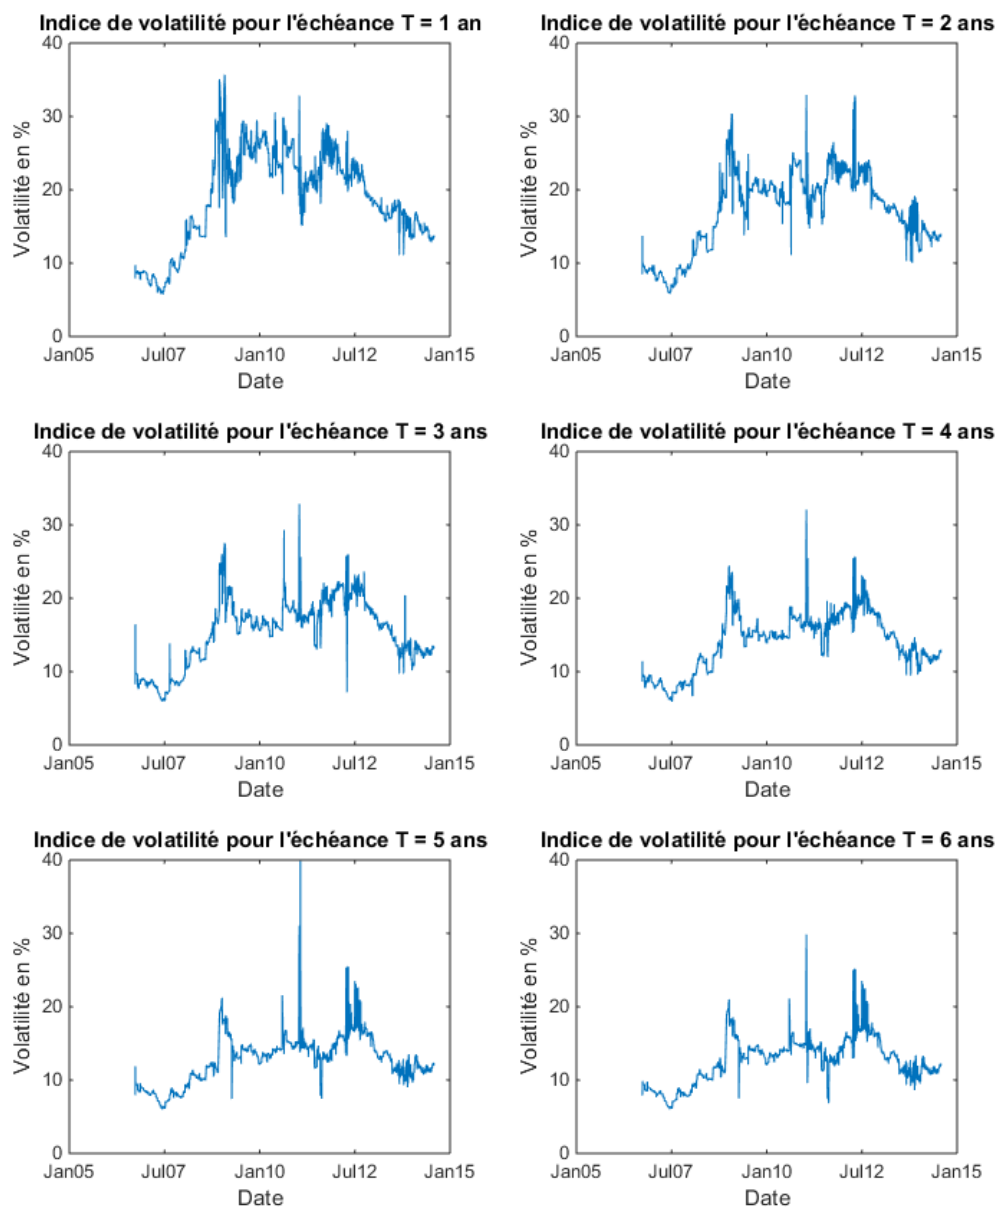 Indice de volatilité pour l'échéance T = 1 an
40
30
20
10
0
Volatilité en %
Jan05 Jul07 Jan10 Jul12 Jan15
Date
Indice de volatilité pour l'échéance T = 2 ans
40
30
20
10
0
Volatilité en %
Jan05 Jul07 Jan10 Jul12 Jan15
Date
Indice de volatilité pour l'échéance T = 3 ans
40
30
20
10
0
Volatilité en %
Jan05 Jul07 Jan10 Jul12 Jan15
Date
Indice de volatilité pour l'échéance T = 4 ans
40
30
20
10
0
Volatilité en %
Jan05 Jul07 Jan10 Jul12 Jan15
Date
Indice de volatilité pour l'échéance T = 5 ans
40
30
20
10
0
Volatilité en %
Jan05 Jul07 Jan10 Jul12 Jan15
Date
Indice de volatilité pour l'échéance T = 6 ans
40
30
20
10
0
Volatilité en %
Jan05 Jul07 Jan10 Jul12 Jan15
Date